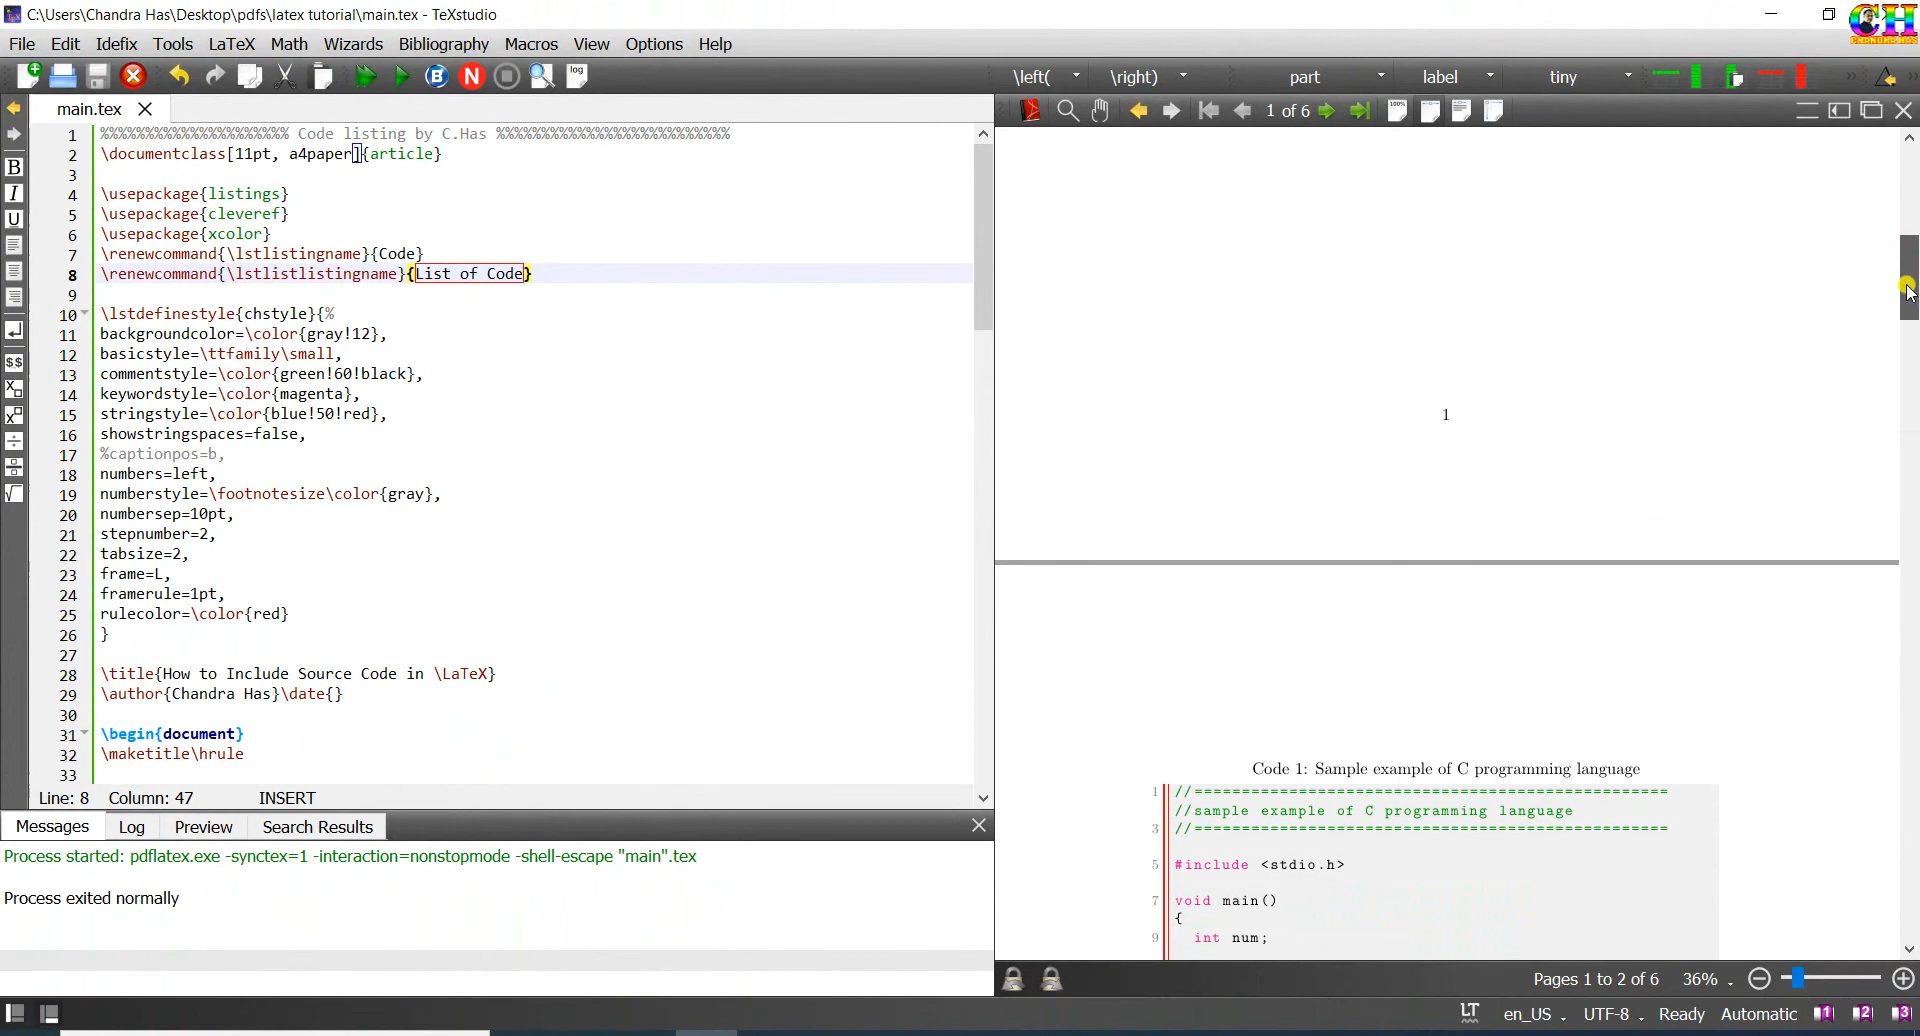 C:\Users\Chandra Has\Desktop\pdfs\latex tutorial\main.tex - TeXstudio
CH
CHANDRA HAS
File Edit Idefix Tools LaTeX Math Wizards Bibliography Macros View Options Help
log
\left( \right) part label tiny
main.tex
1 of 6
100%
1 %%%%%%%%%%%%%%%%%%%%% Code listing by C.Has %%%%%%%%%%%%%%%%%%%%%%%%%%
2 \documentclass[11pt, a4paper]{article}
3
4 \usepackage{listings}
5 \usepackage{cleveref}
6 \usepackage{xcolor}
7 \renewcommand{\lstlistingname}{Code}
8 \renewcommand{\lstlistlistingname}{List of Code}
9
10 \lstdefinestyle{chstyle}{%
11 backgroundcolor=\color{gray!12},
12 basicstyle=\ttfamily\small,
13 commentstyle=\color{green!60!black},
14 keywordstyle=\color{magenta},
15 stringstyle=\color{blue!50!red},
16 showstringspaces=false,
17 %captionpos=b,
18 numbers=left,
19 numberstyle=\footnotesize\color{gray},
20 numbersep=10pt,
21 stepnumber=2,
22 tabsize=2,
23 frame=L,
24 framerule=1pt,
25 rulecolor=\color{red}
26 }
27
28 \title{How to Include Source Code in \LaTeX}
29 \author{Chandra Has}\date{}
30
31 \begin{document}
32 \maketitle\hrule
33
Line: 8 Column: 47 INSERT
Messages Log Preview Search Results
Process started: pdflatex.exe -synctex=1 -interaction=nonstopmode -shell-escape "main".tex
Process exited normally
1
Code 1: Sample example of C programming language
1 //==================================================
//sample example of C programming language
3 //==================================================
5 #include <stdio.h>
7 void main()
{
9 int num;
Pages 1 to 2 of 6 36%
LT en_US UTF-8 Ready Automatic 1 2 3